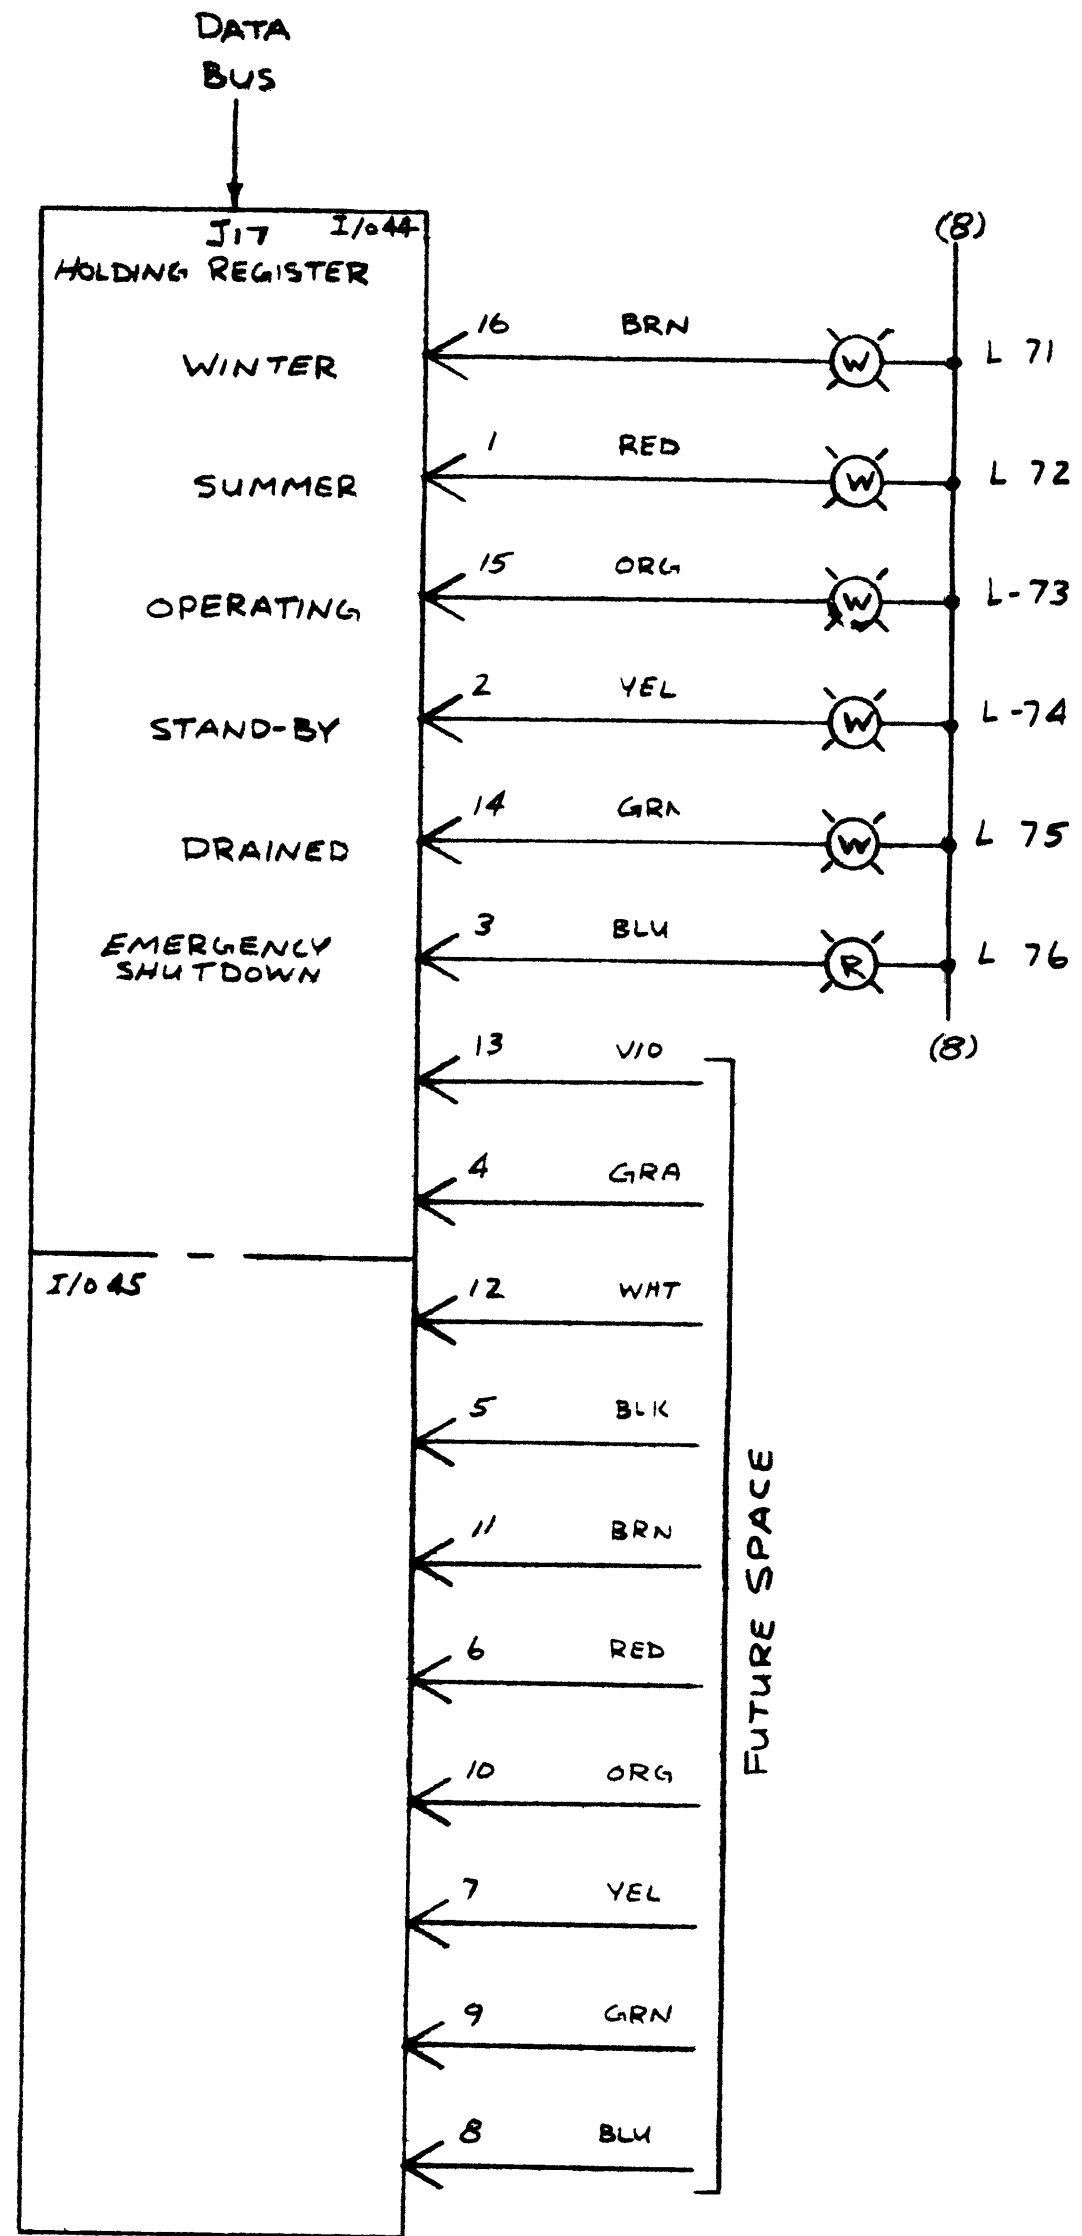 DATA
BUS
J17 I/O 44
HOLDING REGISTER
(8)
WINTER 16 BRN W L 71
SUMMER 1 RED W L 72
OPERATING 15 ORG W L-73
STAND-BY 2 YEL W L-74
DRAINED 14 GRN W L 75
EMERGENCY
SHUTDOWN 3 BLU R L 76
(8)
13 VIO
4 GRA
I/O 45
12 WHT
5 BLK
11 BRN
6 RED
10 ORG
7 YEL
9 GRN
8 BLU
FUTURE SPACE